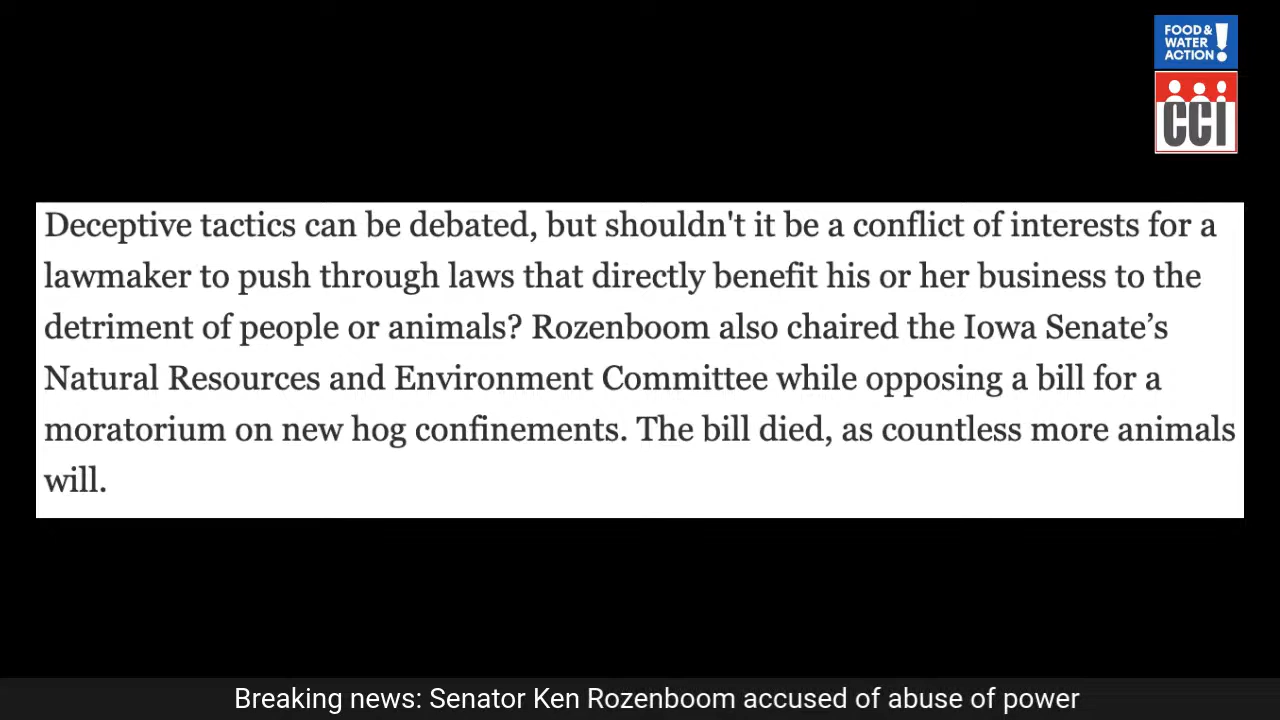 FOOD &
WATER
ACTION!
CCI
Deceptive tactics can be debated, but shouldn't it be a conflict of interests for a
lawmaker to push through laws that directly benefit his or her business to the
detriment of people or animals? Rozenboom also chaired the Iowa Senate’s
Natural Resources and Environment Committee while opposing a bill for a
moratorium on new hog confinements. The bill died, as countless more animals
will.
Breaking news: Senator Ken Rozenboom accused of abuse of power